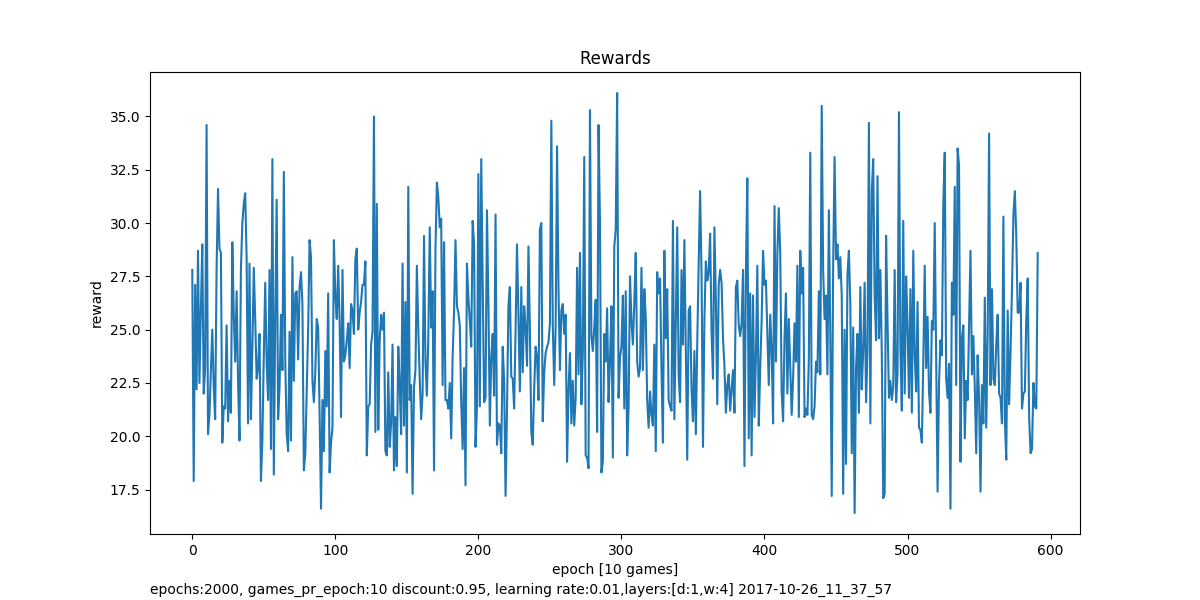 Rewards
35.0
32.5
30.0
27.5
25.0
22.5
20.0
17.5
reward
0 100 200 300 400 500 600
epoch [10 games]
epochs:2000, games_pr_epoch:10 discount:0.95, learning rate:0.01,layers:[d:1,w:4] 2017-10-26_11_37_57